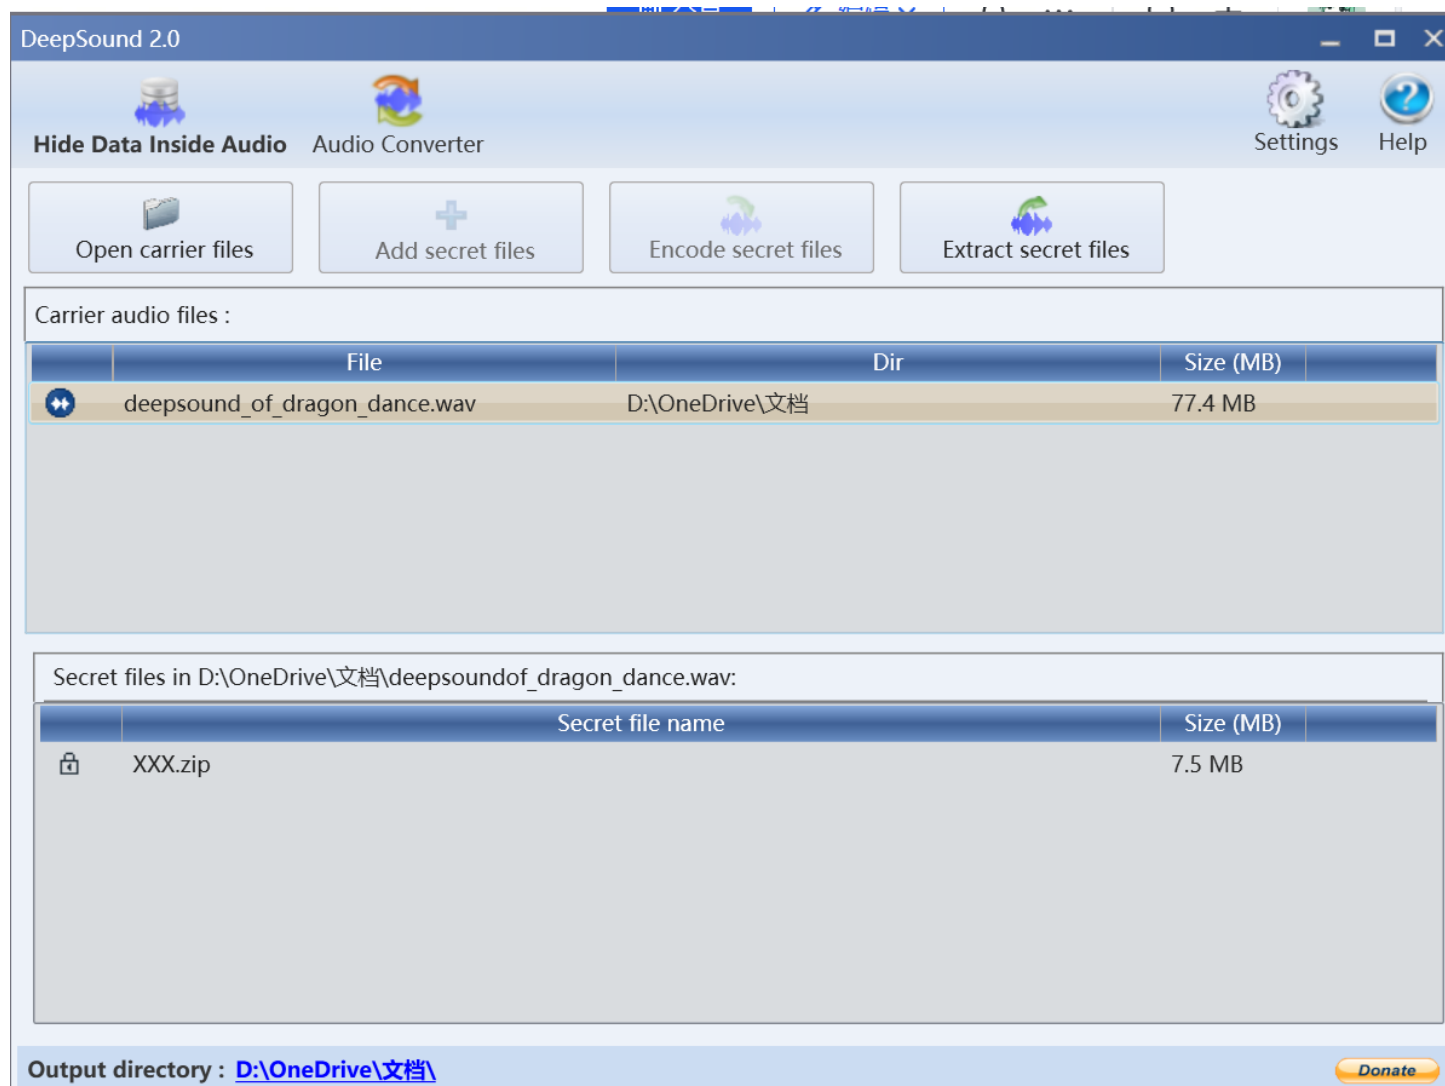 DeepSound 2.0
Hide Data Inside Audio Audio Converter Settings Help
Open carrier files Add secret files Encode secret files Extract secret files
Carrier audio files :
File Dir Size (MB)
deepsound_of_dragon_dance.wav D:\OneDrive\文档 77.4 MB
Secret files in D:\OneDrive\文档\deepsoundof_dragon_dance.wav:
Secret file name Size (MB)
XXX.zip 7.5 MB
Output directory : D:\OneDrive\文档\ Donate